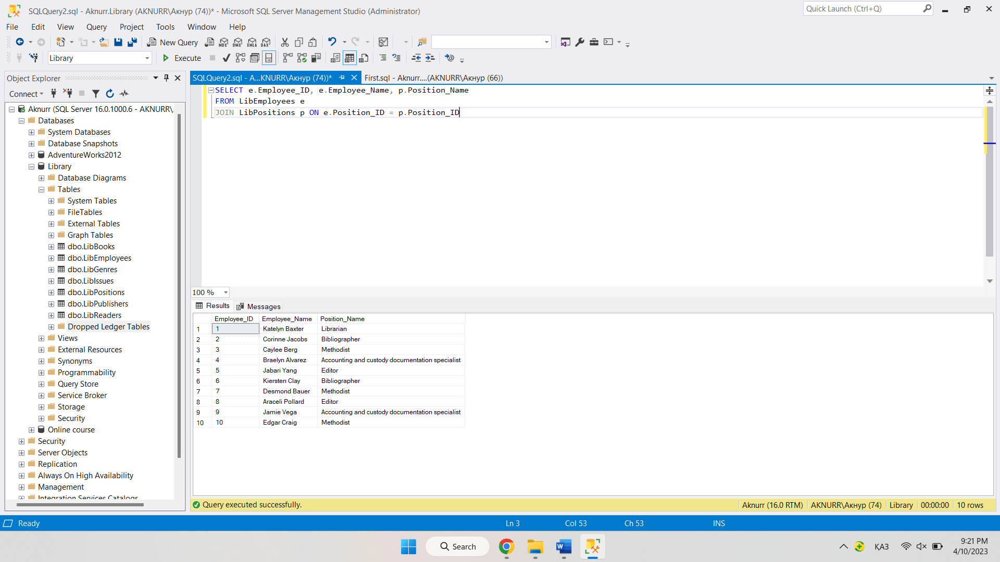 SQLQuery2.sql - Aknurr.Library (AKNURR\Акнур (74))* - Microsoft SQL Server Management Studio (Administrator)
Quick Launch (Ctrl+Q)
File Edit View Query Project Tools Window Help
New Query MDX DMX XMLA DAX
Library Execute
Object Explorer
SQLQuery2.sql - A...KNURR\Акнур (74))* First.sql - Aknurr....(AKNURR\Акнур (66))
Connect
Aknurr (SQL Server 16.0.1000.6 - AKNURR\
Databases
System Databases
Database Snapshots
AdventureWorks2012
Library
Database Diagrams
Tables
System Tables
FileTables
External Tables
Graph Tables
dbo.LibBooks
dbo.LibEmployees
dbo.LibGenres
dbo.LibIssues
dbo.LibPositions
dbo.LibPublishers
dbo.LibReaders
Dropped Ledger Tables
Views
External Resources
Synonyms
Programmability
Query Store
Service Broker
Storage
Security
Online course
Security
Server Objects
Replication
Always On High Availability
Management
Integration Services Catalogs
SELECT e.Employee_ID, e.Employee_Name, p.Position_Name
FROM LibEmployees e
JOIN LibPositions p ON e.Position_ID = p.Position_ID
100 %
Results Messages
Employee_ID Employee_Name Position_Name
1 1 Katelyn Baxter Librarian
2 2 Corinne Jacobs Bibliographer
3 3 Caylee Berg Methodist
4 4 Braelyn Alvarez Accounting and custody documentation specialist
5 5 Jabari Yang Editor
6 6 Kiersten Clay Bibliographer
7 7 Desmond Bauer Methodist
8 8 Araceli Pollard Editor
9 9 Jamie Vega Accounting and custody documentation specialist
10 10 Edgar Craig Methodist
Query executed successfully. Aknurr (16.0 RTM) AKNURR\Акнур (74) Library 00:00:00 10 rows
Ready Ln 3 Col 53 Ch 53 INS
Search
ҚАЗ
9:21 PM
4/10/2023